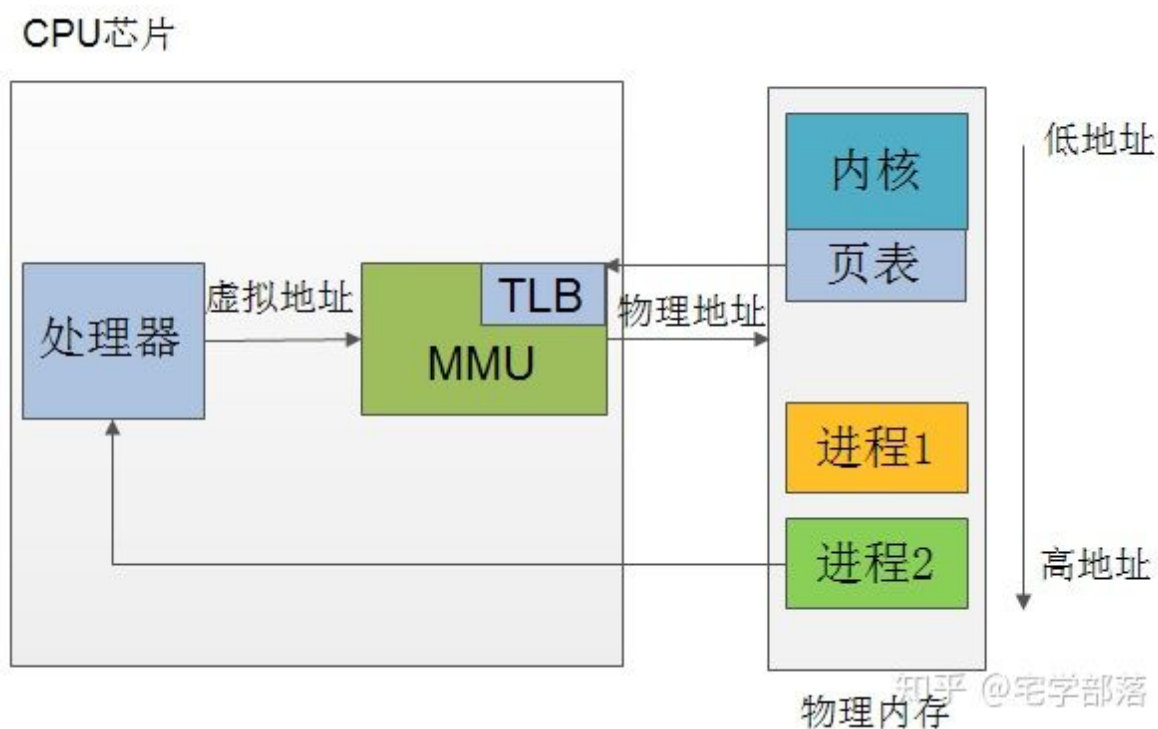 CPU芯片
低地址
内核
页表
虚拟地址
TLB
物理地址
处理器
MMU
进程1
进程2
高地址
知乎 @宅学部落
物理内存